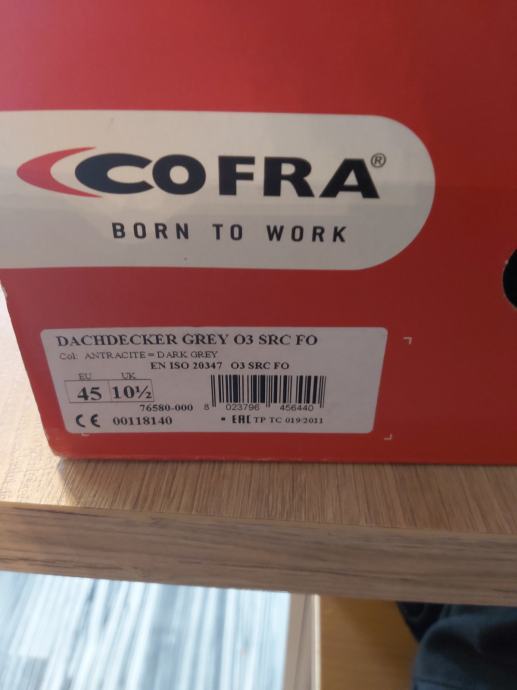 COFRA®
BORN TO WORK
DACHDECKER GREY O3 SRC FO
Col: ANTRACITE = DARK GREY
EN ISO 20347 O3 SRC FO
EU UK
45 10½
76580-000
8 023796 456440
CE 00118140
• EAC TP TC 019/2011